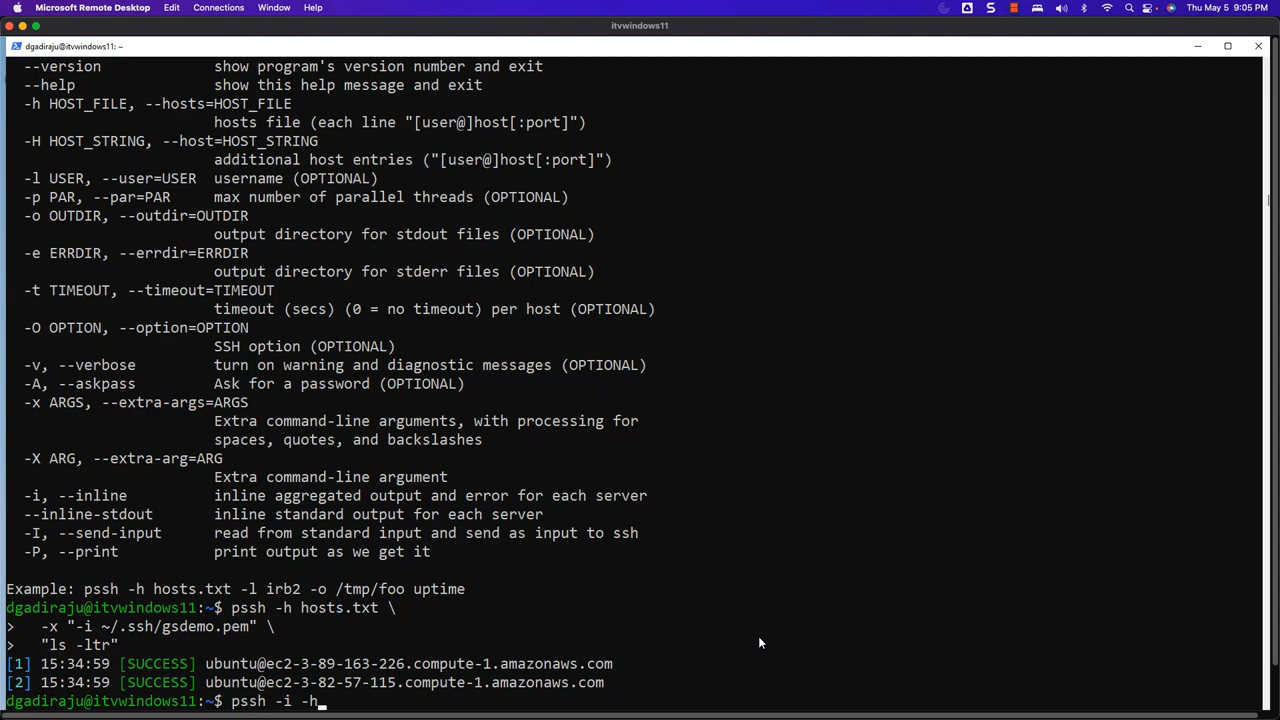 Microsoft Remote Desktop Edit Connections Window Help Thu May 5 9:05 PM
itvwindows11
dgadiraju@itvwindows11: ~
--version show program's version number and exit
--help show this help message and exit
-h HOST_FILE, --hosts=HOST_FILE
hosts file (each line "[user@]host[:port]")
-H HOST_STRING, --host=HOST_STRING
additional host entries ("[user@]host[:port]")
-l USER, --user=USER username (OPTIONAL)
-p PAR, --par=PAR max number of parallel threads (OPTIONAL)
-o OUTDIR, --outdir=OUTDIR
output directory for stdout files (OPTIONAL)
-e ERRDIR, --errdir=ERRDIR
output directory for stderr files (OPTIONAL)
-t TIMEOUT, --timeout=TIMEOUT
timeout (secs) (0 = no timeout) per host (OPTIONAL)
-O OPTION, --option=OPTION
SSH option (OPTIONAL)
-v, --verbose turn on warning and diagnostic messages (OPTIONAL)
-A, --askpass Ask for a password (OPTIONAL)
-x ARGS, --extra-args=ARGS
Extra command-line arguments, with processing for
spaces, quotes, and backslashes
-X ARG, --extra-arg=ARG
Extra command-line argument
-i, --inline inline aggregated output and error for each server
--inline-stdout inline standard output for each server
-I, --send-input read from standard input and send as input to ssh
-P, --print print output as we get it
Example: pssh -h hosts.txt -l irb2 -o /tmp/foo uptime
dgadiraju@itvwindows11:~$ pssh -h hosts.txt \
> -x "-i ~/.ssh/gsdemo.pem" \
> "ls -ltr"
[1] 15:34:59 [SUCCESS] ubuntu@ec2-3-89-163-226.compute-1.amazonaws.com
[2] 15:34:59 [SUCCESS] ubuntu@ec2-3-82-57-115.compute-1.amazonaws.com
dgadiraju@itvwindows11:~$ pssh -i -h